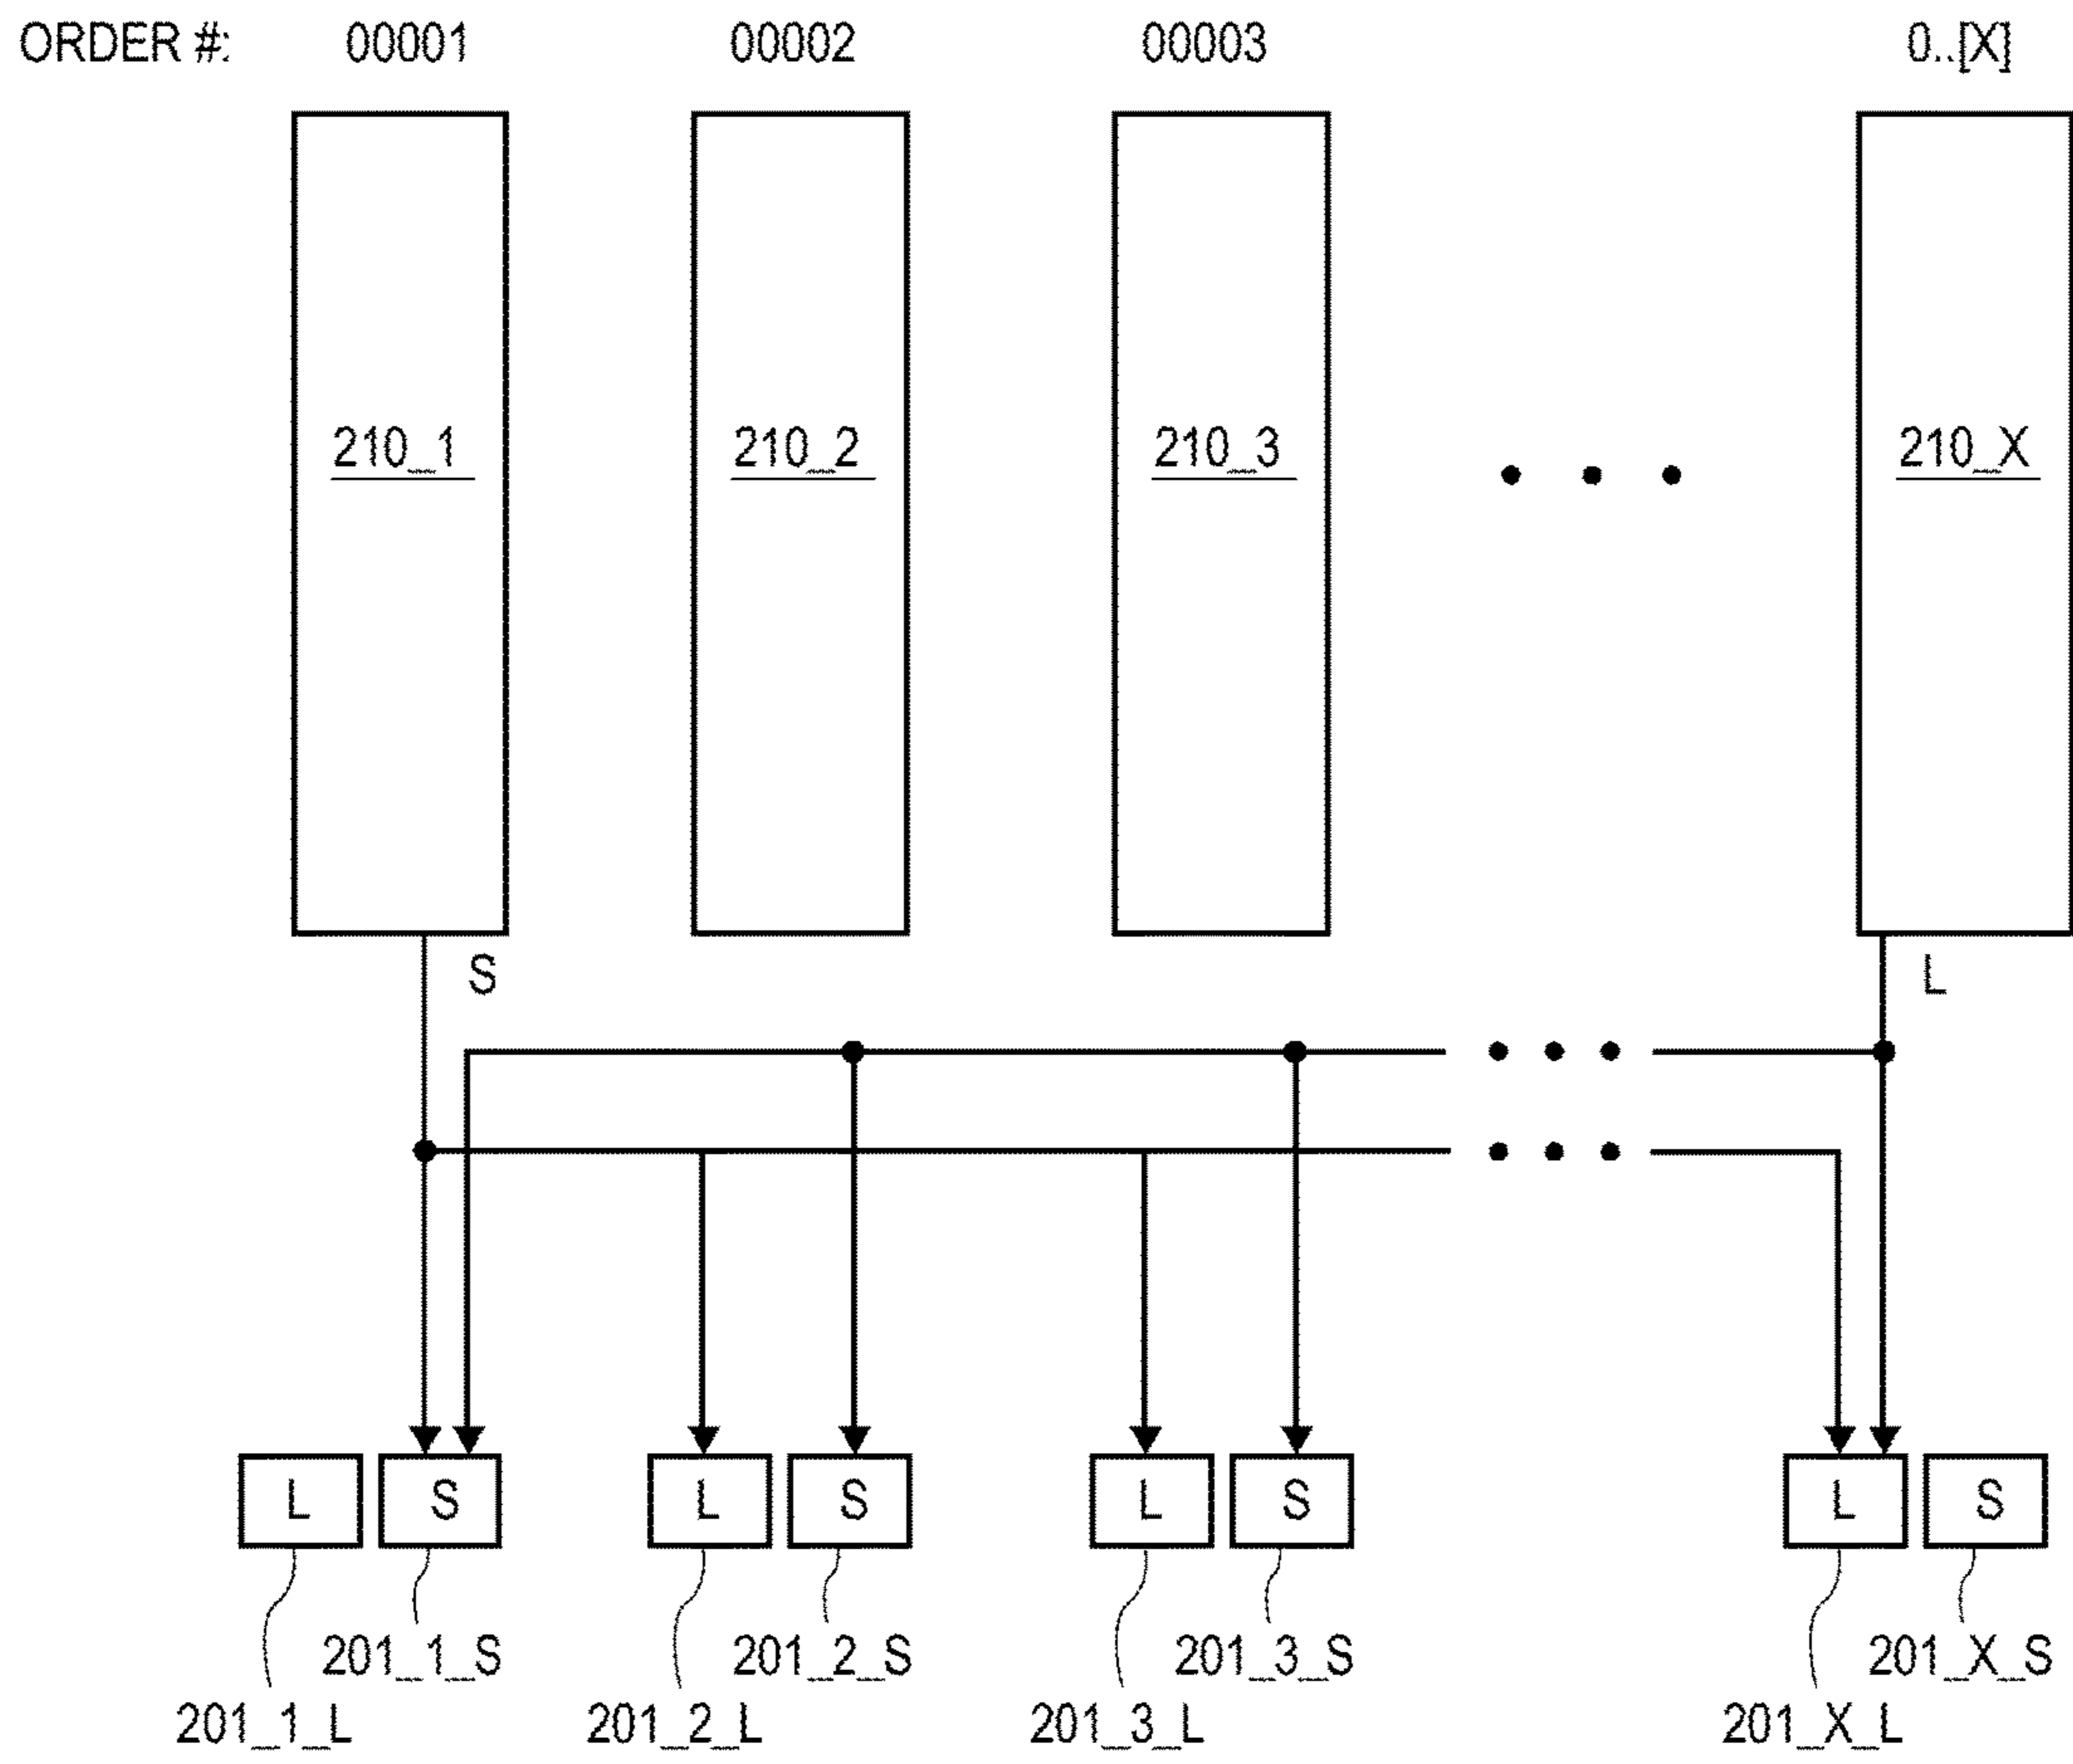 ORDER #: 00001 00002 00003 0..[X]
210_1 210_2 210_3 210_X
S L
L S L S L S L S
201_1_S 201_2_S 201_3_S 201_X_S
201_1_L 201_2_L 201_3_L 201_X_L